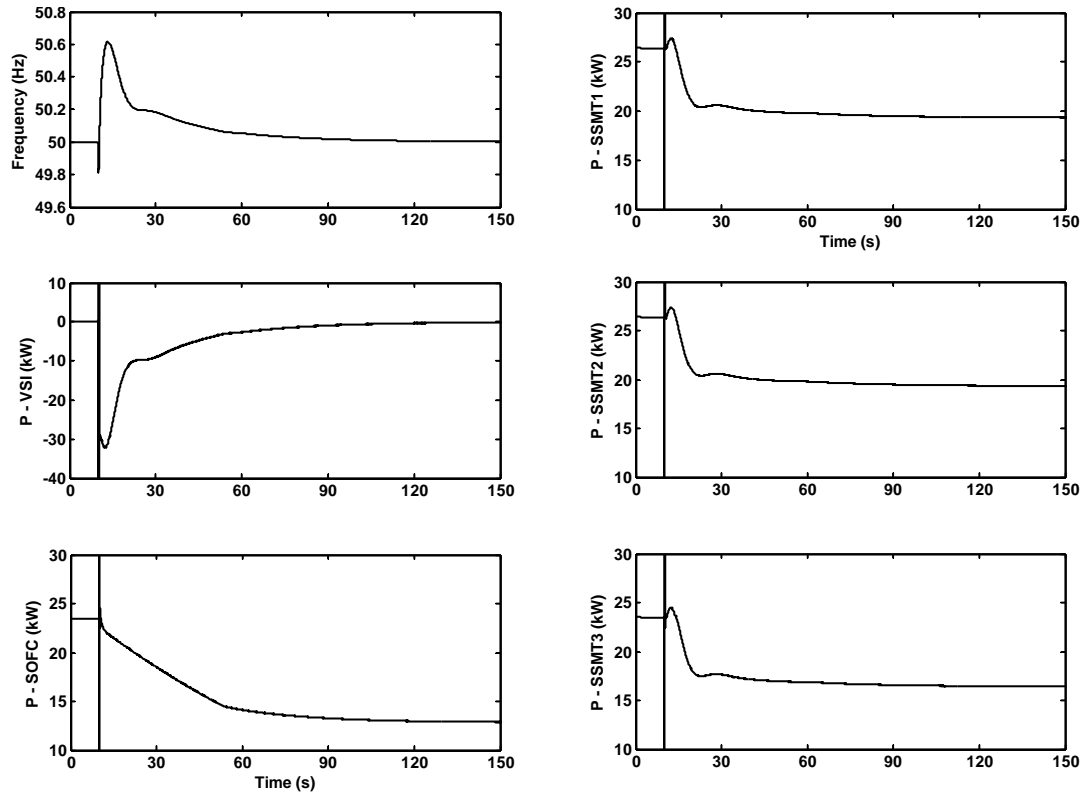 Frequency (Hz)
50.8
50.6
50.4
50.2
50
49.8
49.6
0 30 60 90 120 150
P - SSMT1 (kW)
30
25
20
15
10
0 30 60 90 120 150
Time (s)
P - VSI (kW)
10
0
-10
-20
-30
-40
0 30 60 90 120 150
P - SSMT2 (kW)
30
25
20
15
10
0 30 60 90 120 150
P - SOFC (kW)
30
25
20
15
10
0 30 60 90 120 150
Time (s)
P - SSMT3 (kW)
30
25
20
15
10
0 30 60 90 120 150